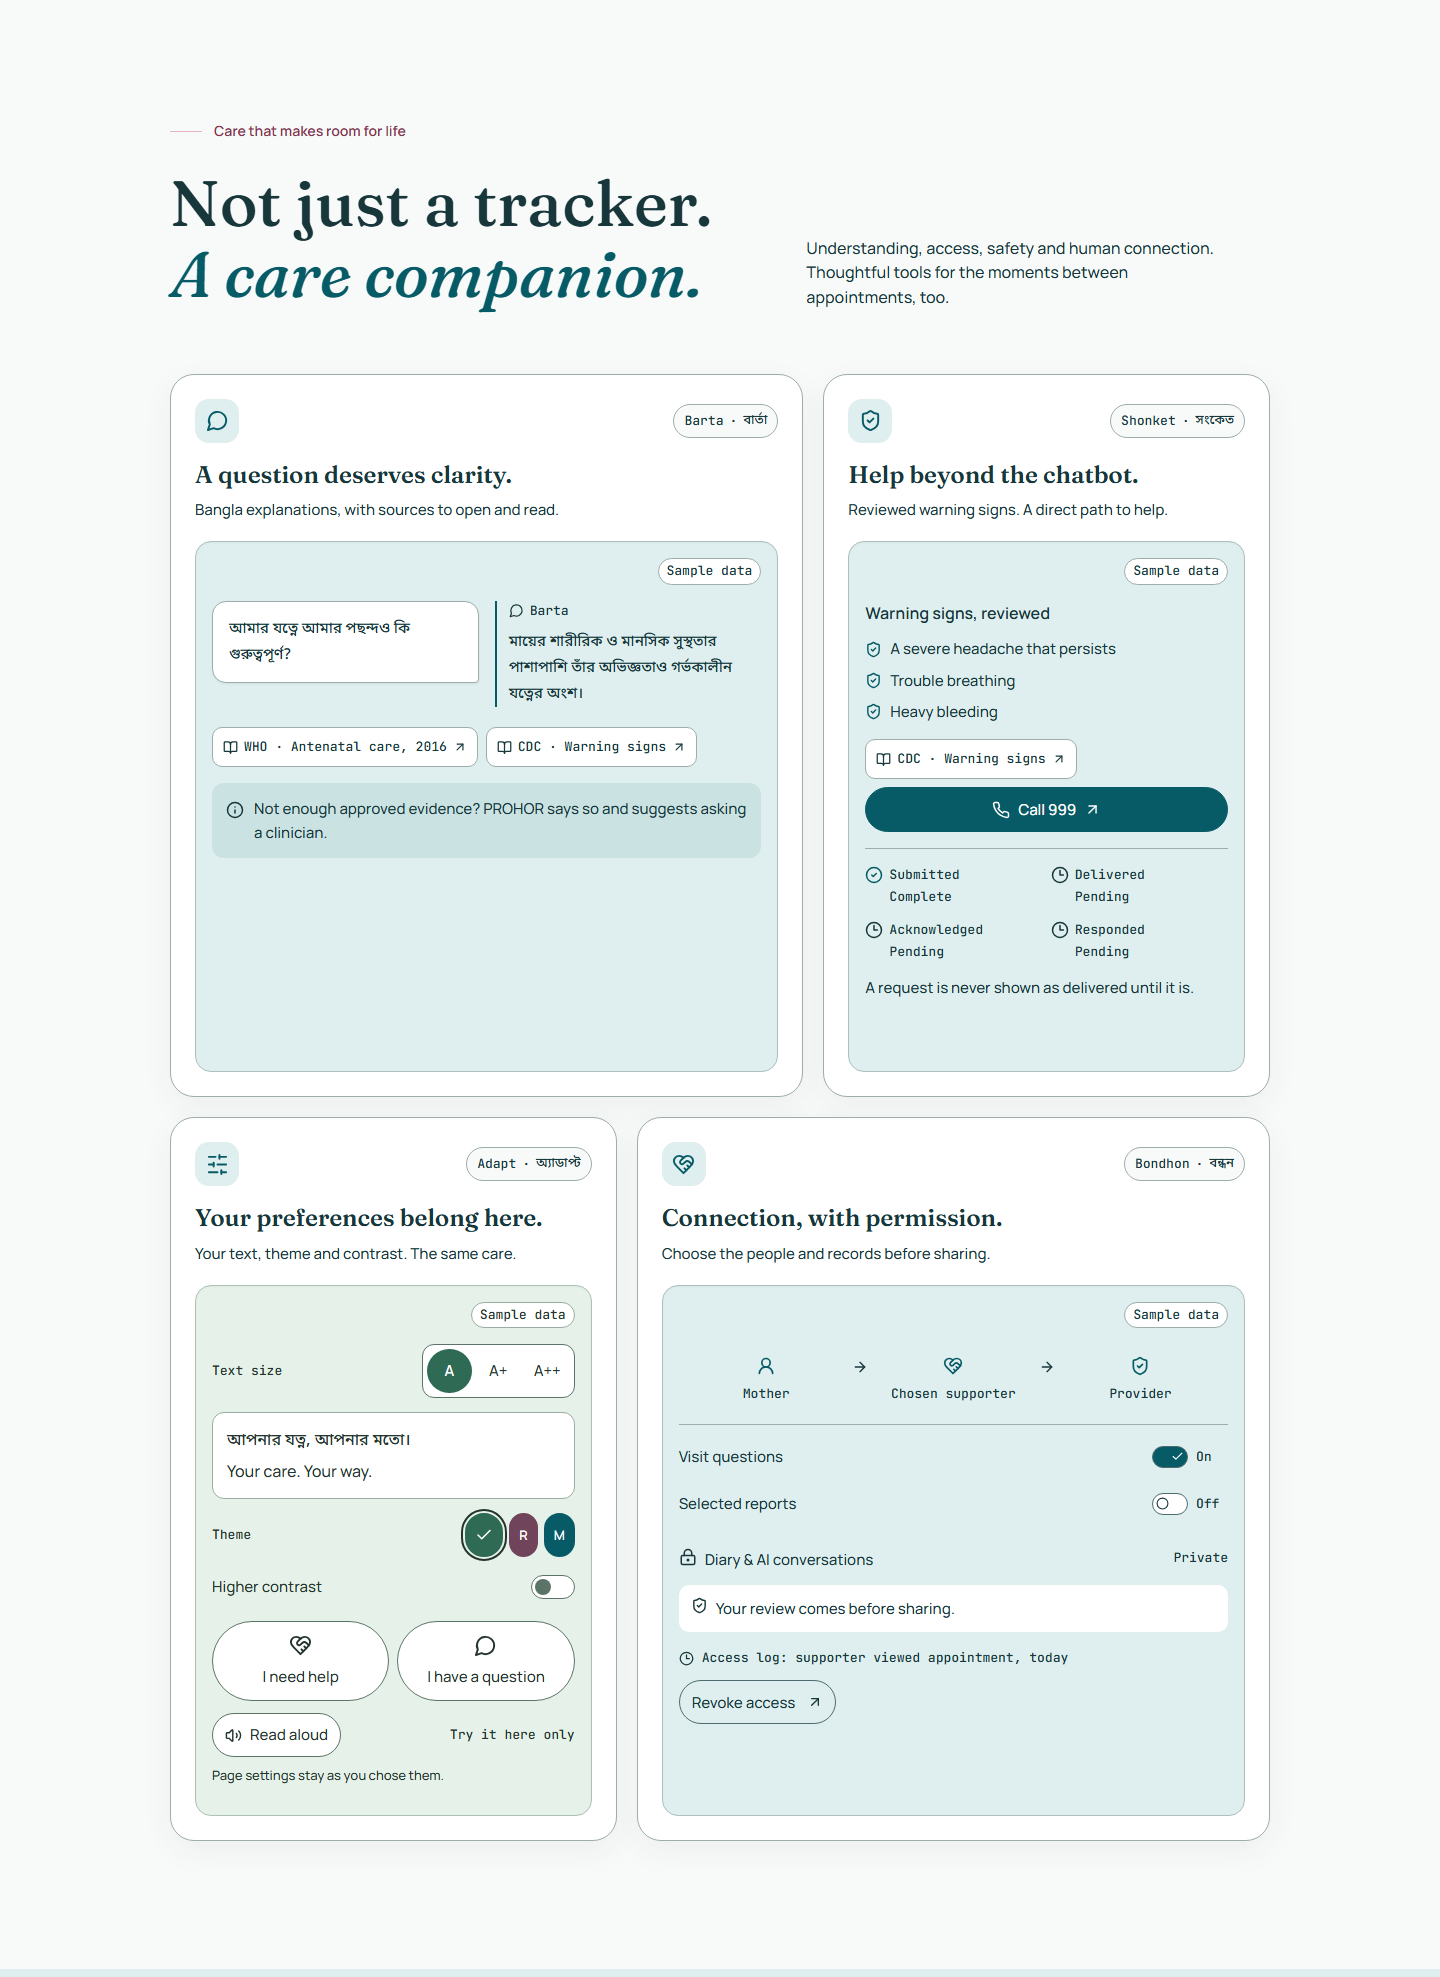 Care that makes room for life
Not just a tracker.
A care companion.
Understanding, access, safety and human connection.
Thoughtful tools for the moments between
appointments, too.
Barta · বার্তা
A question deserves clarity.
Bangla explanations, with sources to open and read.
Sample data
আমার যত্নে আমার পছন্দও কি
গুরুত্বপূর্ণ?
Barta
মায়ের শারীরিক ও মানসিক সুস্থতার
পাশাপাশি তাঁর অভিজ্ঞতাও গর্ভকালীন
যত্নের অংশ।
WHO · Antenatal care, 2016
CDC · Warning signs
Not enough approved evidence? PROHOR says so and suggests asking
a clinician.
Shonket · সংকেত
Help beyond the chatbot.
Reviewed warning signs. A direct path to help.
Sample data
Warning signs, reviewed
A severe headache that persists
Trouble breathing
Heavy bleeding
CDC · Warning signs
Call 999
Submitted
Complete
Delivered
Pending
Acknowledged
Pending
Responded
Pending
A request is never shown as delivered until it is.
Adapt · অ্যাডাপ্ট
Your preferences belong here.
Your text, theme and contrast. The same care.
Sample data
Text size
A A+ A++
আপনার যত্ন, আপনার মতো।
Your care. Your way.
Theme
R M
Higher contrast
I need help
I have a question
Read aloud
Try it here only
Page settings stay as you chose them.
Bondhon · বন্ধন
Connection, with permission.
Choose the people and records before sharing.
Sample data
Mother
Chosen supporter
Provider
Visit questions
On
Selected reports
Off
Diary & AI conversations
Private
Your review comes before sharing.
Access log: supporter viewed appointment, today
Revoke access